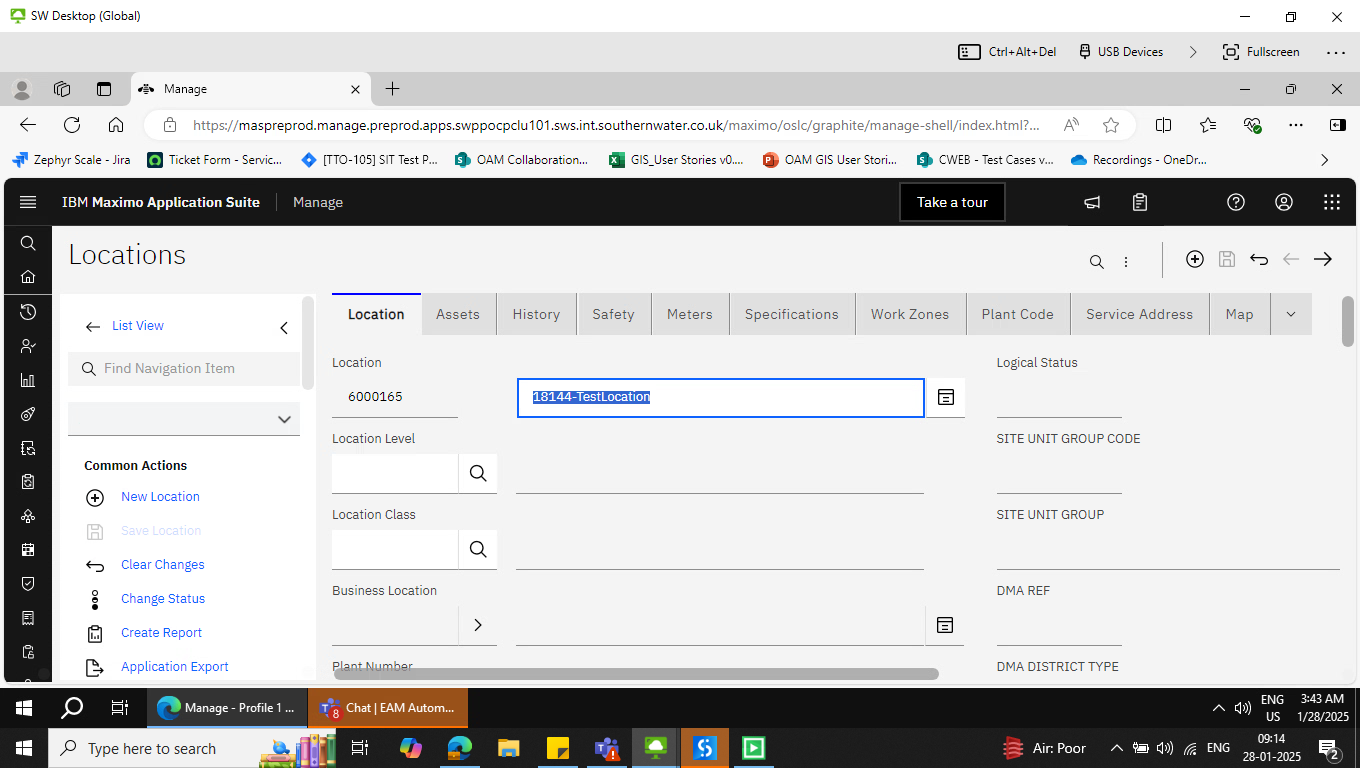 SW Desktop (Global)
Ctrl+Alt+Del
USB Devices
Fullscreen
Manage
https://maspreprod.manage.preprod.apps.swppocpclu101.sws.int.southernwater.co.uk/maximo/oslc/graphite/manage-shell/index.html?...
Zephyr Scale - Jira
Ticket Form - Servic...
[TTO-105] SIT Test P...
OAM Collaboration...
GIS_User Stories v0....
OAM GIS User Stori...
CWEB - Test Cases v...
Recordings - OneDr...
IBM Maximo Application Suite
Manage
Take a tour
Locations
List View
Find Navigation Item
Common Actions
New Location
Save Location
Clear Changes
Change Status
Create Report
Application Export
Location
Assets
History
Safety
Meters
Specifications
Work Zones
Plant Code
Service Address
Map
Location
6000165
18144-TestLocation
Location Level
Location Class
Business Location
Plant Number
Logical Status
SITE UNIT GROUP CODE
SITE UNIT GROUP
DMA REF
DMA DISTRICT TYPE
Manage - Profile 1 ...
8
Chat | EAM Autom...
ENG
US
3:43 AM
1/28/2025
Type here to search
Air: Poor
ENG
09:14
28-01-2025
2